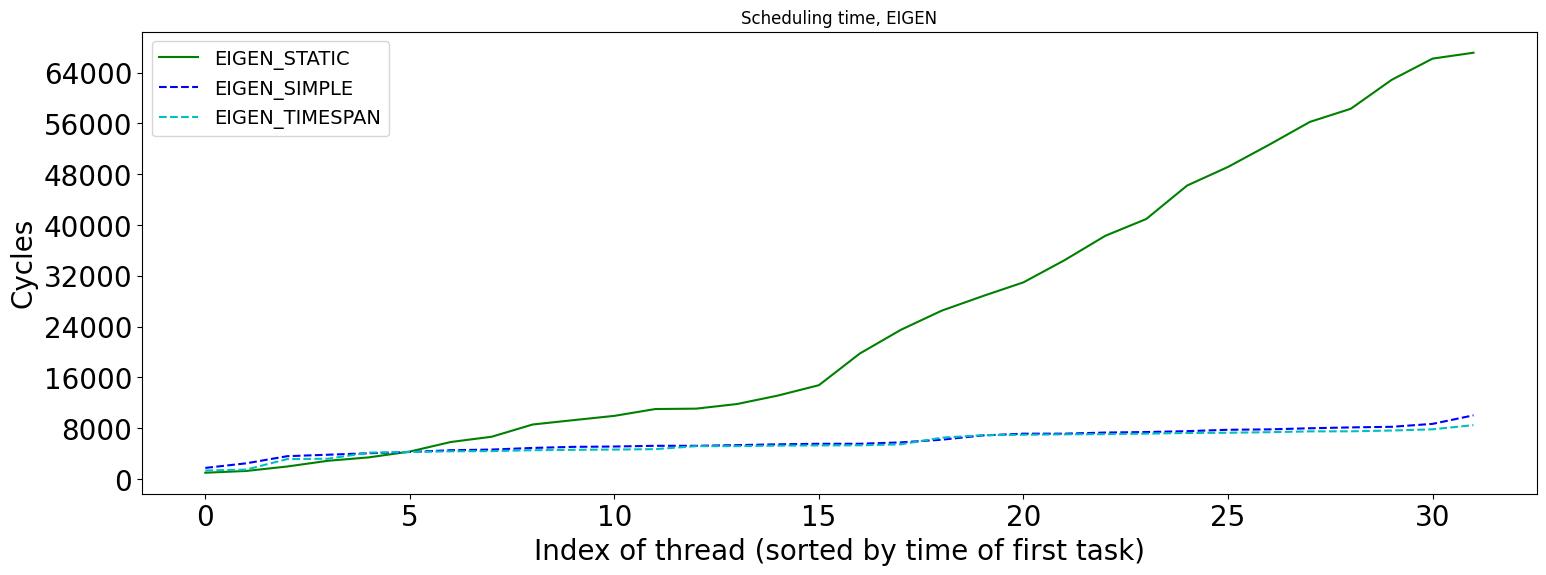 Scheduling time, EIGEN
EIGEN_STATIC
EIGEN_SIMPLE
EIGEN_TIMESPAN
Cycles
64000
56000
48000
40000
32000
24000
16000
8000
0
0 5 10 15 20 25 30
Index of thread (sorted by time of first task)